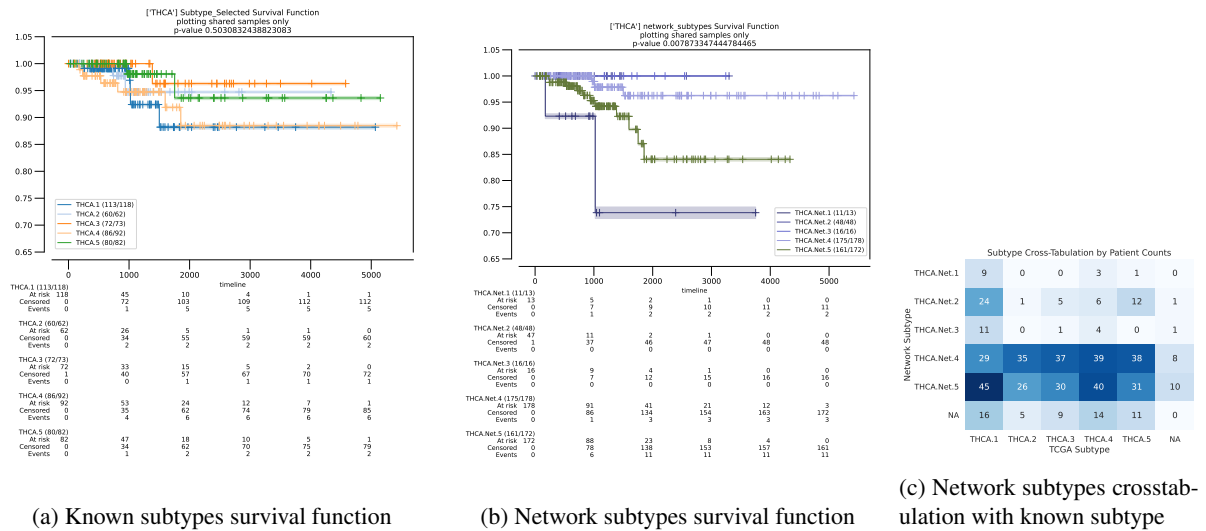 ['THCA'] Subtype_Selected Survival Function
plotting shared samples only
p-value 0.5030832438823083
1.05
1.00
0.95
0.90
0.85
0.80
0.75
0.70
0.65
THCA.1 (113/118)
THCA.2 (60/62)
THCA.3 (72/73)
THCA.4 (86/92)
THCA.5 (80/82)
0 1000 2000 3000 4000 5000
timeline
THCA.1 (113/118)
At risk 118 45 10 4 1 1
Censored 0 72 103 109 112 112
Events 0 1 5 5 5 5
THCA.2 (60/62)
At risk 62 26 5 1 1 0
Censored 0 34 55 59 59 60
Events 0 2 2 2 2 2
THCA.3 (72/73)
At risk 72 33 15 5 2 0
Censored 1 40 57 67 70 72
Events 0 0 1 1 1 1
THCA.4 (86/92)
At risk 92 53 24 12 7 1
Censored 0 35 62 74 79 85
Events 0 4 6 6 6 6
THCA.5 (80/82)
At risk 82 47 18 10 5 1
Censored 0 34 62 70 75 79
Events 0 1 2 2 2 2
(a) Known subtypes survival function
['THCA'] network_subtypes Survival Function
plotting shared samples only
p-value 0.007873347444784465
1.05
1.00
0.95
0.90
0.85
0.80
0.75
0.70
0.65
THCA.Net.1 (11/13)
THCA.Net.2 (48/48)
THCA.Net.3 (16/16)
THCA.Net.4 (175/178)
THCA.Net.5 (161/172)
0 1000 2000 3000 4000 5000
timeline
THCA.Net.1 (11/13)
At risk 13 5 2 1 0 0
Censored 0 7 9 10 11 11
Events 0 1 2 2 2 2
THCA.Net.2 (48/48)
At risk 47 11 2 1 0 0
Censored 1 37 46 47 48 48
Events 0 0 0 0 0 0
THCA.Net.3 (16/16)
At risk 16 9 4 1 0 0
Censored 0 7 12 15 16 16
Events 0 0 0 0 0 0
THCA.Net.4 (175/178)
At risk 178 91 41 21 12 3
Censored 0 86 134 154 163 172
Events 0 1 3 3 3 3
THCA.Net.5 (161/172)
At risk 172 88 23 8 4 0
Censored 0 78 138 153 157 161
Events 0 6 11 11 11 11
(b) Network subtypes survival function
Subtype Cross-Tabulation by Patient Counts
Network Subtype
THCA.Net.1 9 0 0 3 1 0
THCA.Net.2 24 1 5 6 12 1
THCA.Net.3 11 0 1 4 0 1
THCA.Net.4 29 35 37 39 38 8
THCA.Net.5 45 26 30 40 31 10
NA 16 5 9 14 11 0
THCA.1 THCA.2 THCA.3 THCA.4 THCA.5 NA
TCGA Subtype
(c) Network subtypes crosstab-
ulation with known subtype